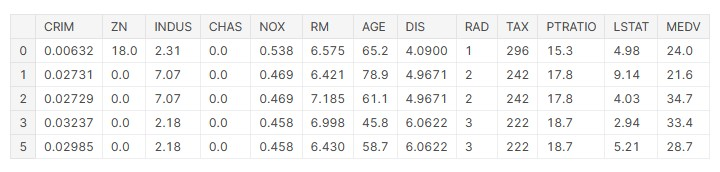 CRIM ZN INDUS CHAS NOX RM AGE DIS RAD TAX PTRATIO LSTAT MEDV
0 0.00632 18.0 2.31 0.0 0.538 6.575 65.2 4.0900 1 296 15.3 4.98 24.0
1 0.02731 0.0 7.07 0.0 0.469 6.421 78.9 4.9671 2 242 17.8 9.14 21.6
2 0.02729 0.0 7.07 0.0 0.469 7.185 61.1 4.9671 2 242 17.8 4.03 34.7
3 0.03237 0.0 2.18 0.0 0.458 6.998 45.8 6.0622 3 222 18.7 2.94 33.4
5 0.02985 0.0 2.18 0.0 0.458 6.430 58.7 6.0622 3 222 18.7 5.21 28.7